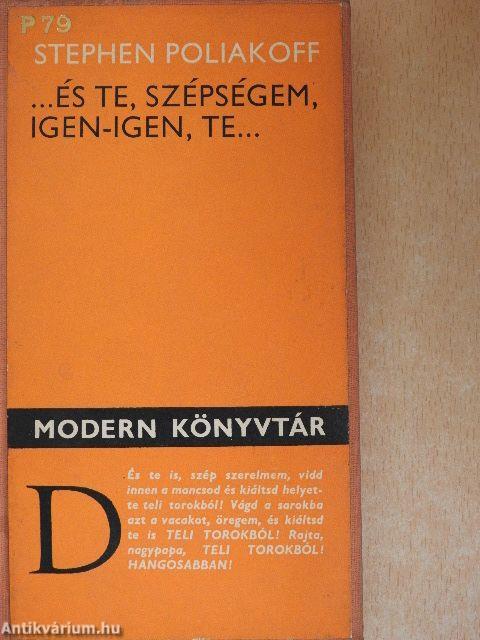 P 79
STEPHEN POLIAKOFF
...ÉS TE, SZÉPSÉGEM,
IGEN-IGEN, TE...
MODERN KÖNYVTÁR
D
És te is, szép szerelmem, vidd
innen a mancsod és kiáltsd helyet-
te teli torokból! Vágd a sarokba
azt a vacakot, öregem, és kiáltsd
te is TELI TOROKBÓL! Rajta,
nagypapa, TELI TOROKBÓL!
HANGOSABBAN!
Antikvárium.hu